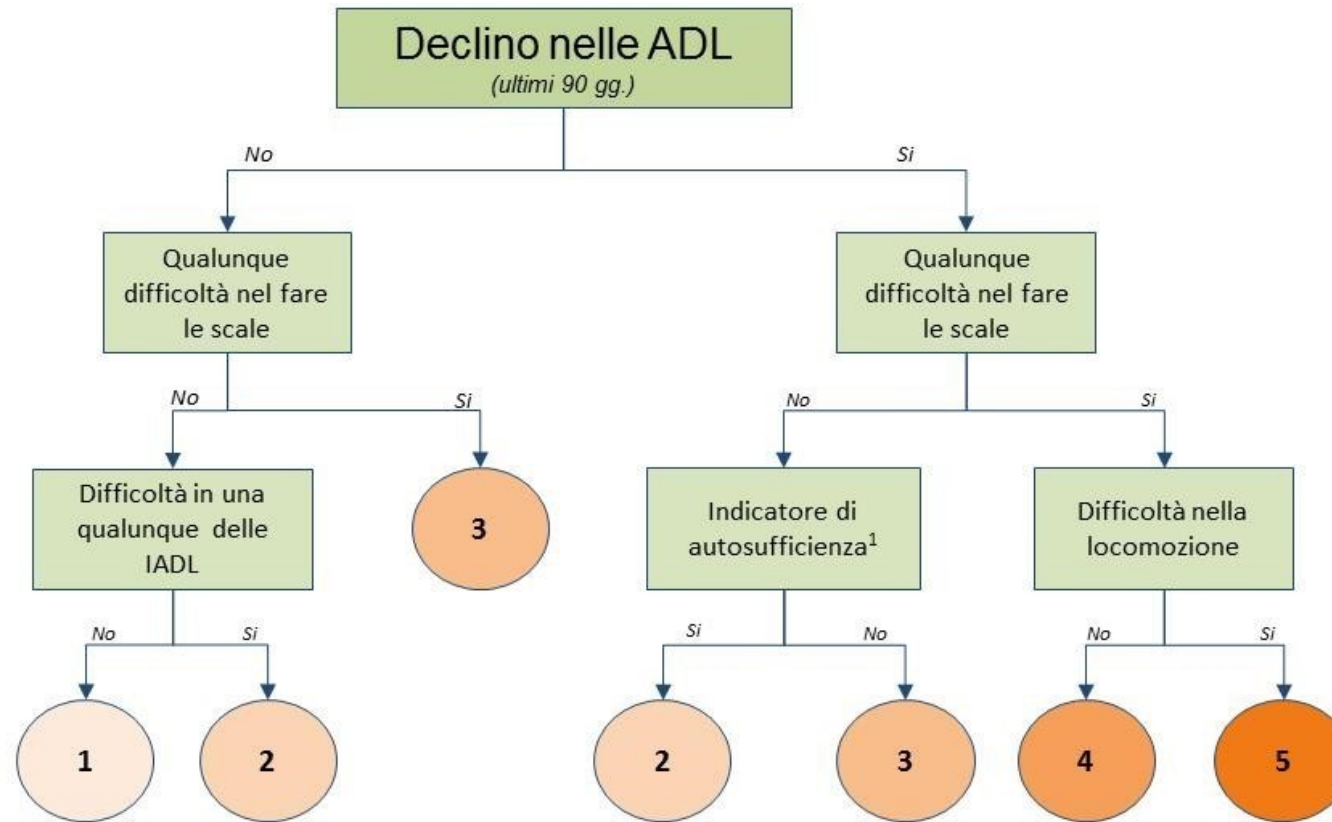 Declino nelle ADL
(ultimi 90 gg.)
No
Si
Qualunque
difficoltà nel fare
le scale
Qualunque
difficoltà nel fare
le scale
No
Si
No
Si
Difficoltà in una
qualunque delle
IADL
3
Indicatore di
autosufficienza¹
Difficoltà nella
locomozione
No
Si
Si
No
No
Si
1
2
2
3
4
5